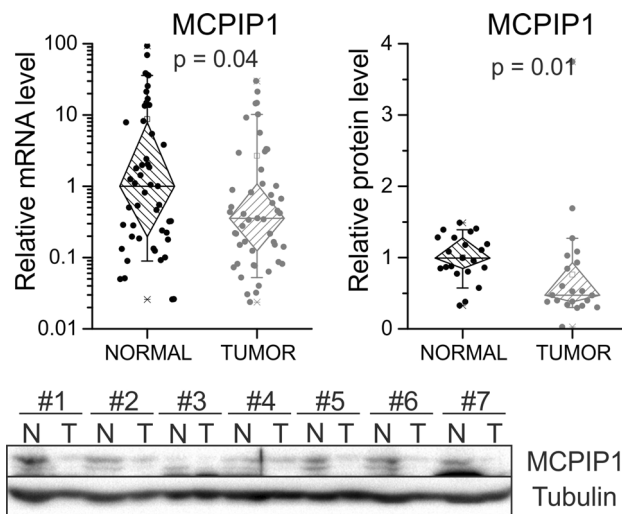 MCPIP1
p = 0.04
Relative mRNA level
100
10
1
0.1
0.01
NORMAL TUMOR
MCPIP1
p = 0.01
Relative protein level
4
3
2
1
0
NORMAL TUMOR
#1 #2 #3 #4 #5 #6 #7
N T N T N T N T N T N T N T
MCPIP1
Tubulin